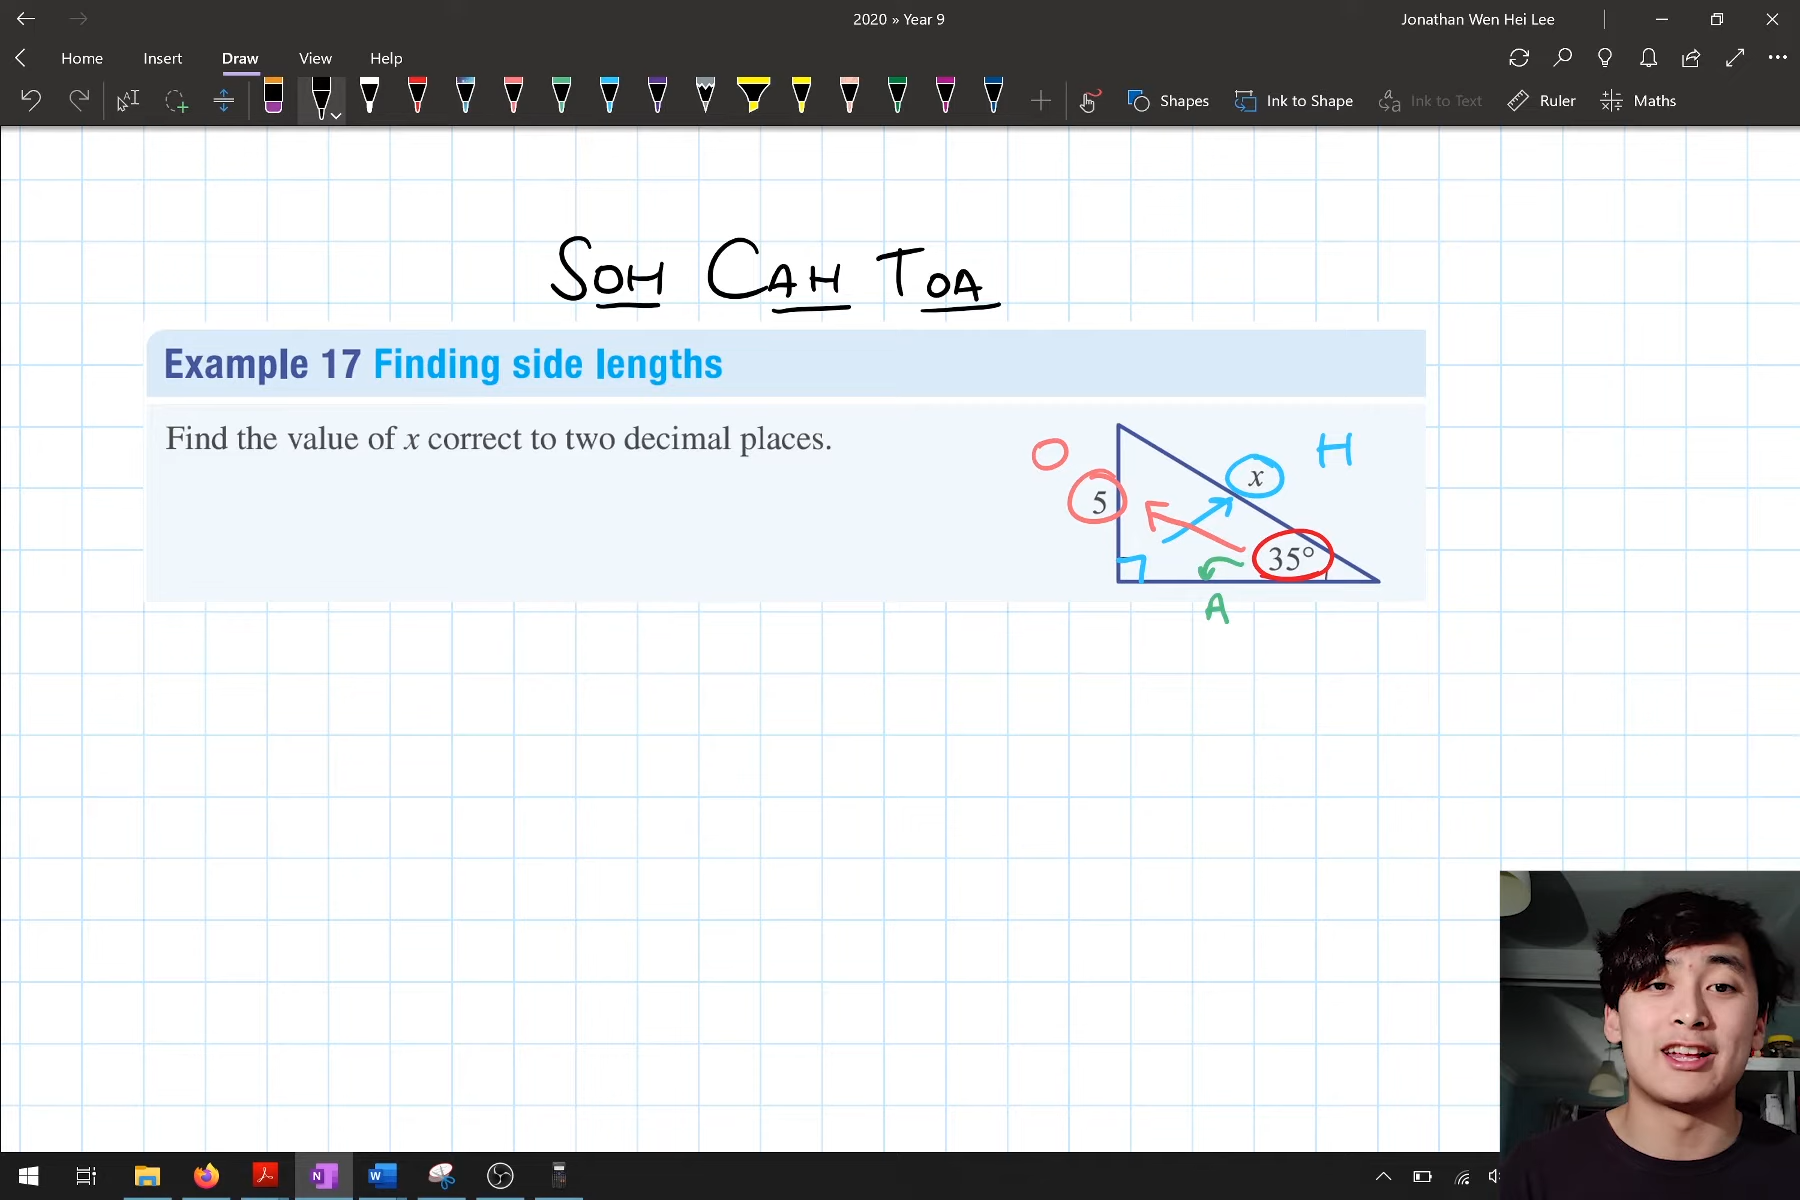 2020 » Year 9
Jonathan Wen Hei Lee
Home Insert Draw View Help
Shapes Ink to Shape Ink to Text Ruler Maths
SOH CAH TOA
Example 17 Finding side lengths
Find the value of x correct to two decimal places.
O
H
x
5
35°
A